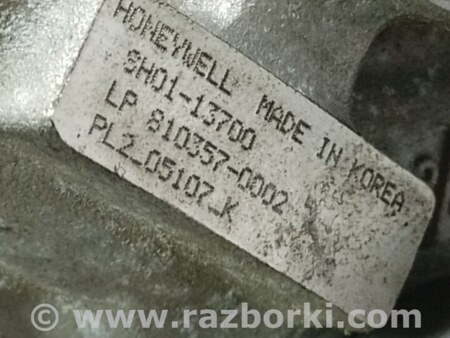 HONEYWELL MADE IN KOREA
SH01-13700
LP 810357-0002
PL2_05107_K
© www.razborki.com